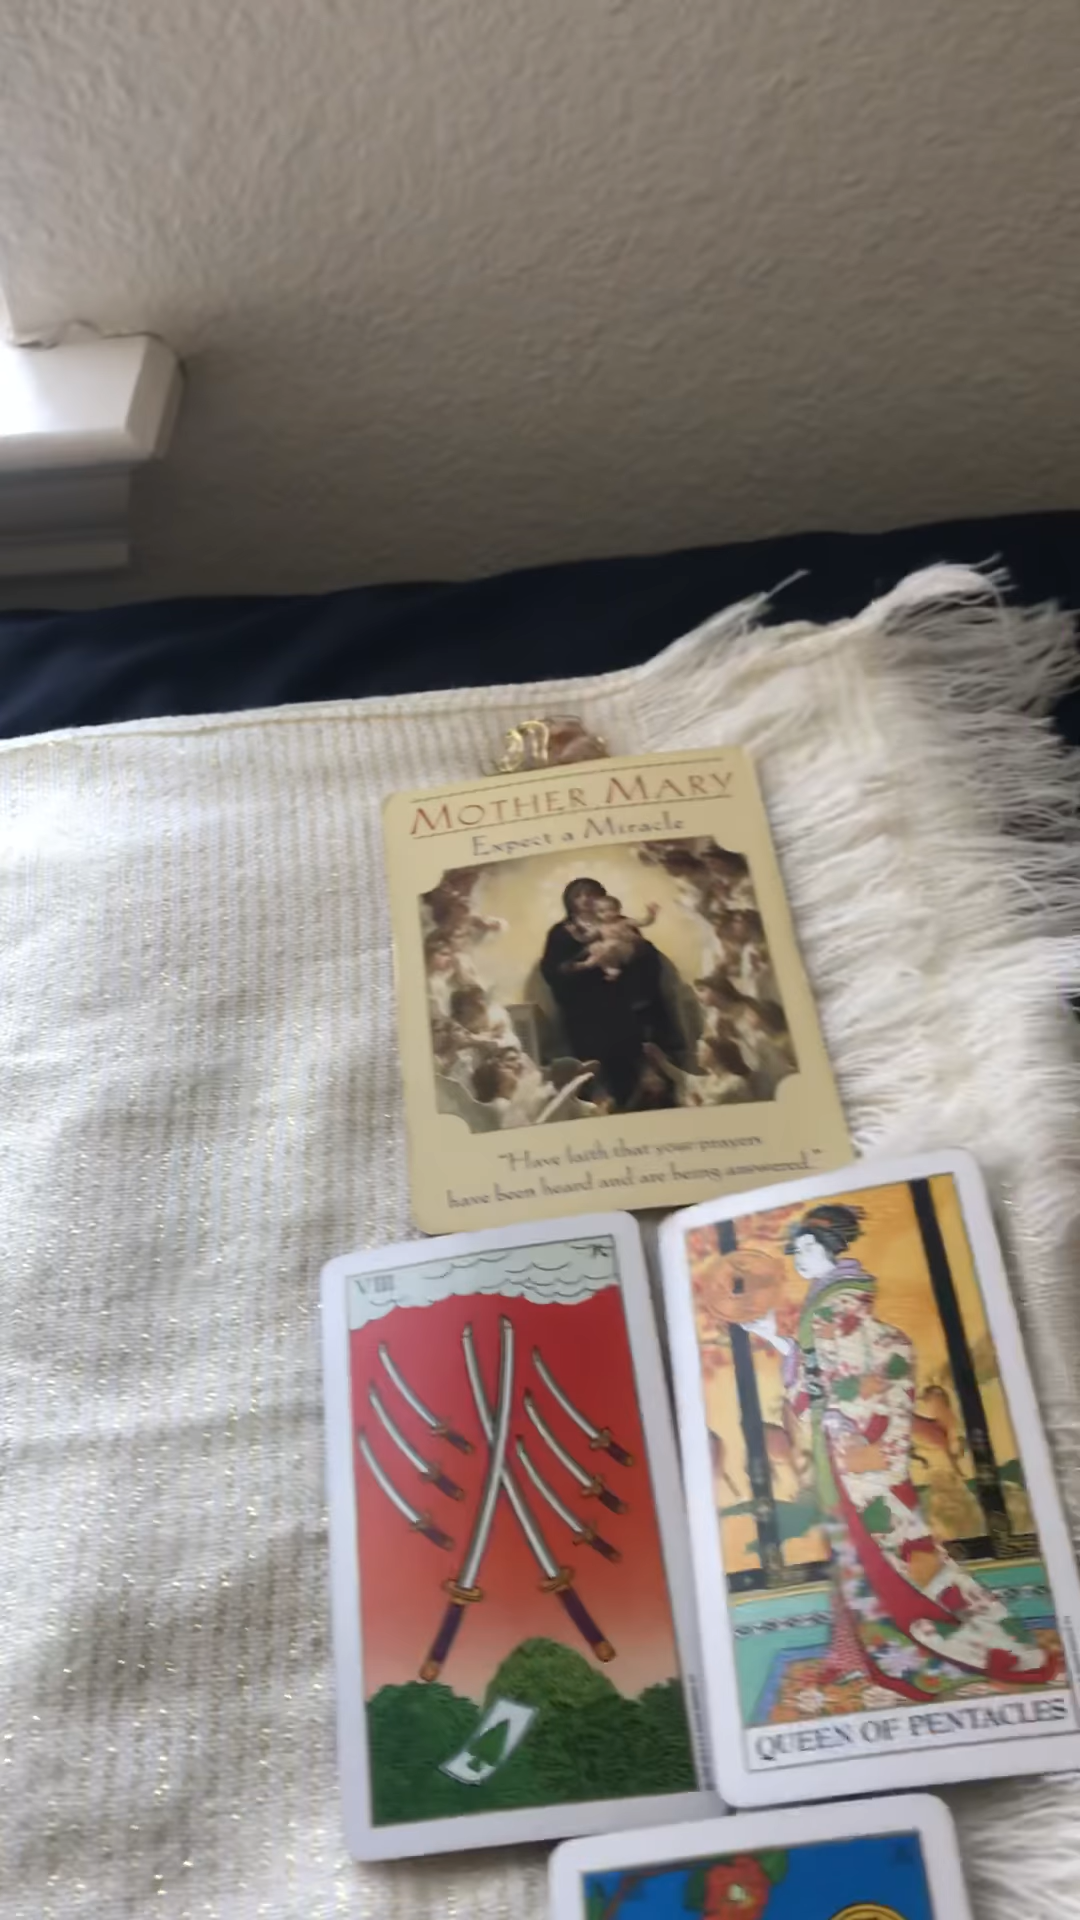 MOTHER MARY
Expect a Miracle
"Have faith that your prayers
have been heard and are being answered."
VIII
QUEEN OF PENTACLES